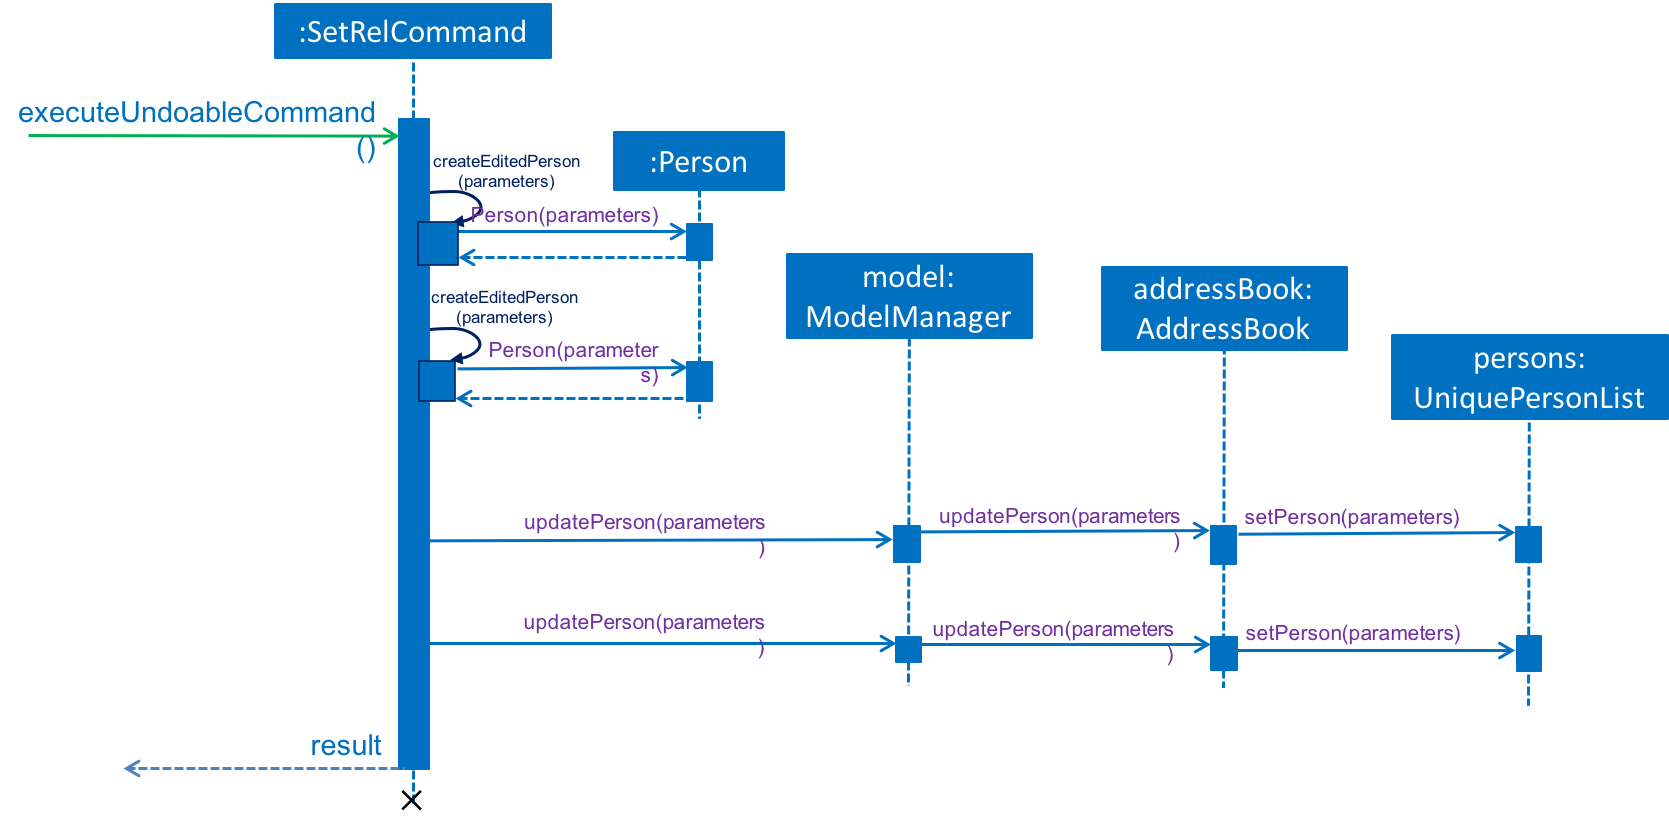 :SetRelCommand
executeUndoableCommand
()
createEditedPerson
(parameters)
:Person
Person(parameters)
model:
ModelManager
addressBook:
AddressBook
createEditedPerson
(parameters)
Person(parameter
s)
persons:
UniquePersonList
updatePerson(parameters
)
updatePerson(parameters
)
setPerson(parameters)
updatePerson(parameters
)
updatePerson(parameters
)
setPerson(parameters)
result